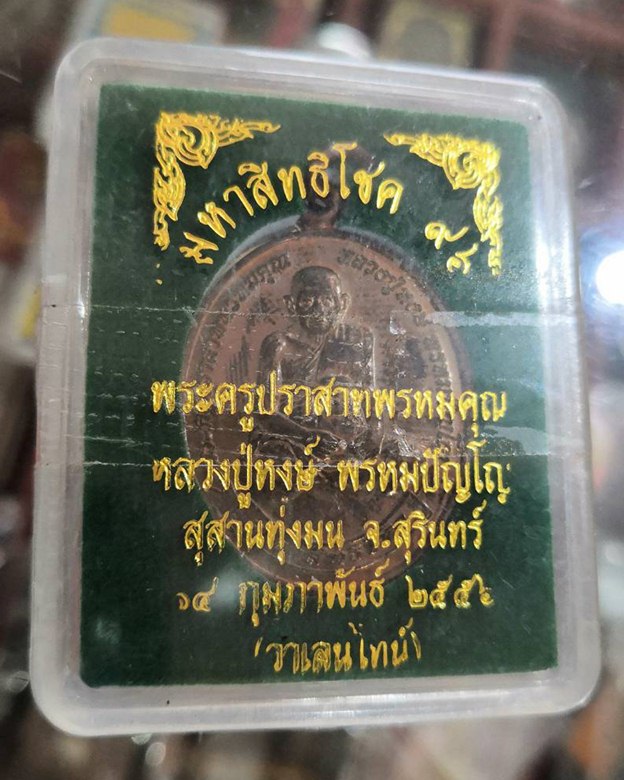 มหาสิทธิโชค ๙๕
พระครูปราสาทพรหมคุณ
หลวงปู่หงษ์ พรหมปัญโญ
สุสานทุ่งมน จ.สุรินทร์
๑๔ กุมภาพันธ์ ๒๕๕๖
(วาเลนไทน์)